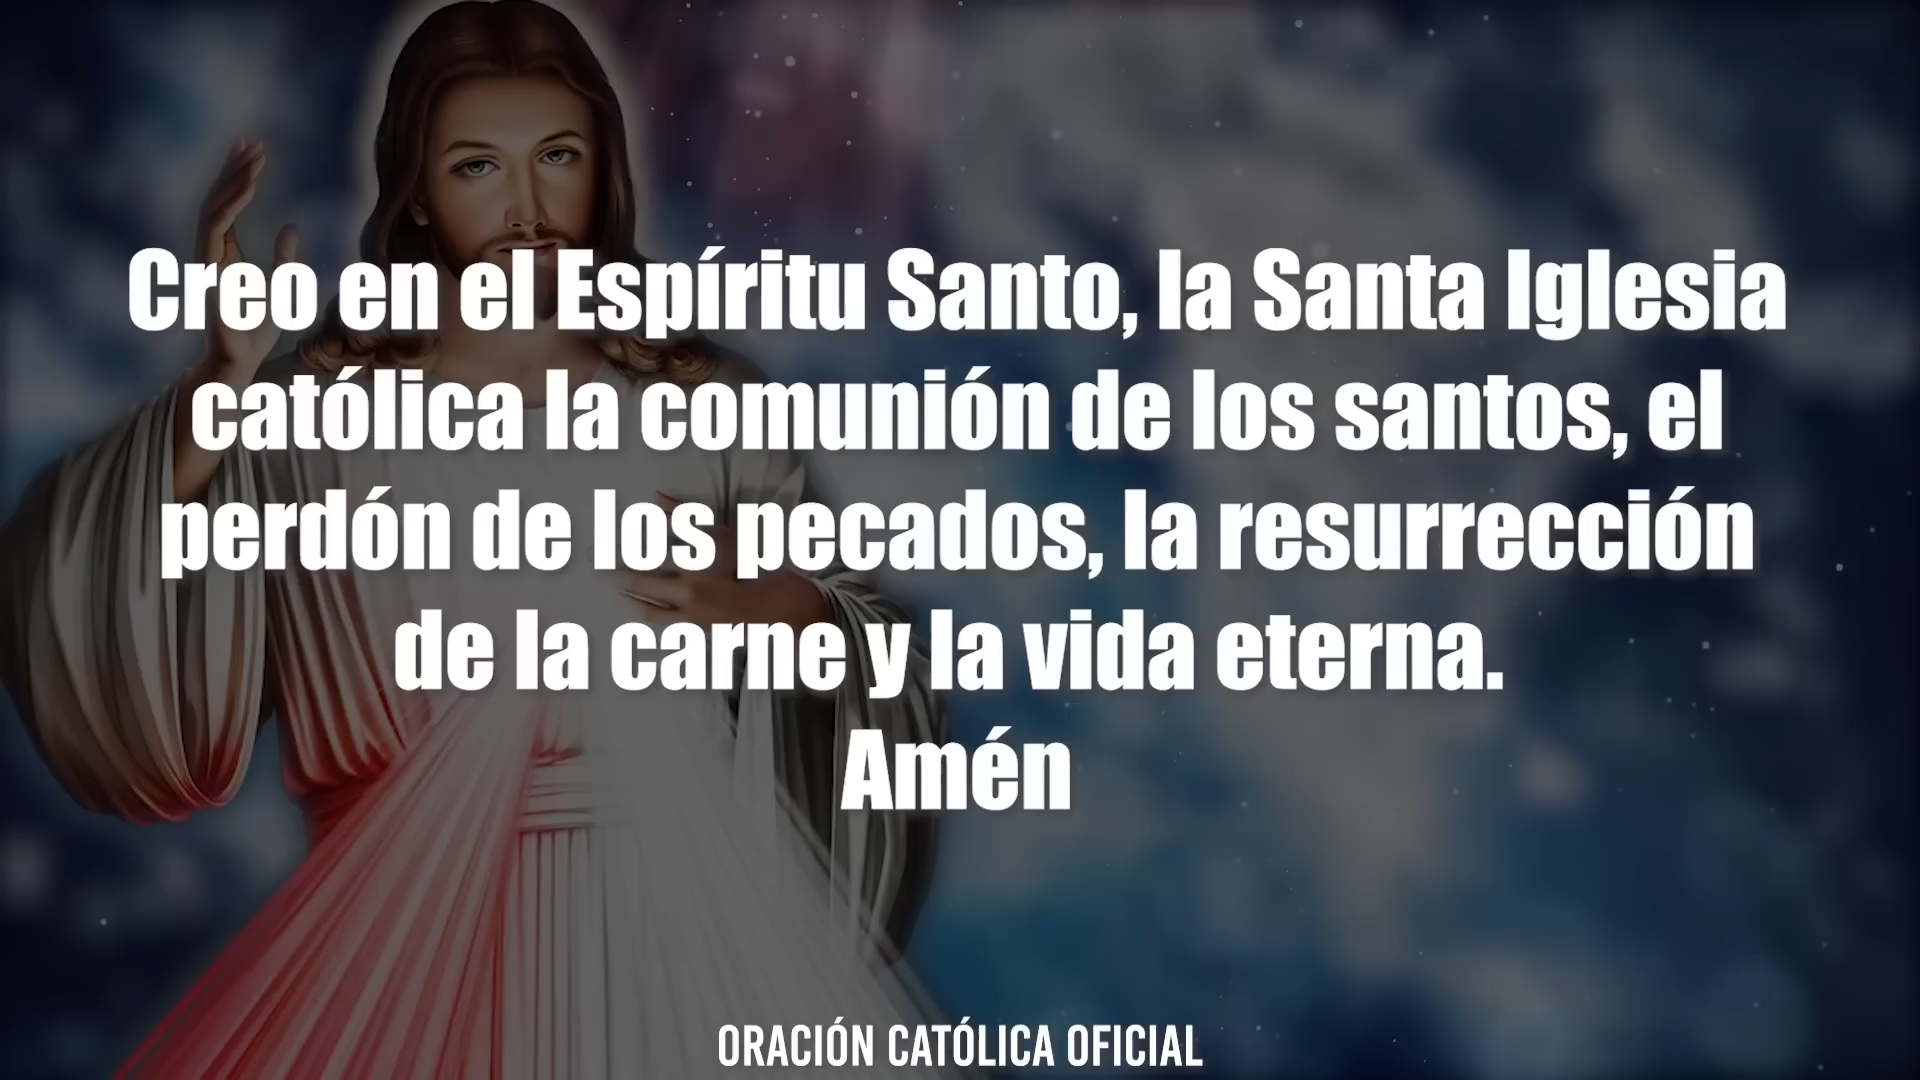 Creo en el Espíritu Santo, la Santa Iglesia
católica la comunión de los santos, el
perdón de los pecados, la resurrección
de la carne y la vida eterna.
Amén
ORACIÓN CATÓLICA OFICIAL